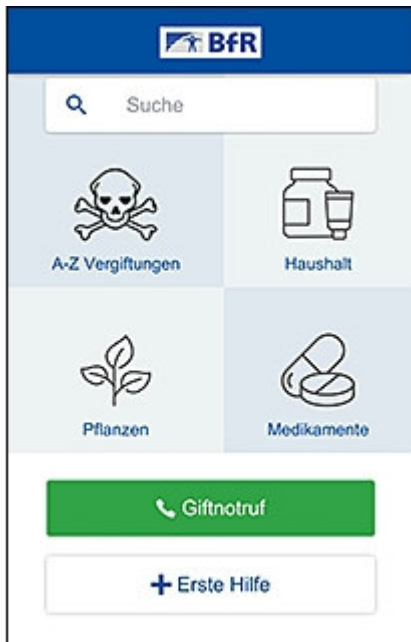 BfR
Suche
A-Z Vergiftungen
Haushalt
Pflanzen
Medikamente
Giftnotruf
Erste Hilfe